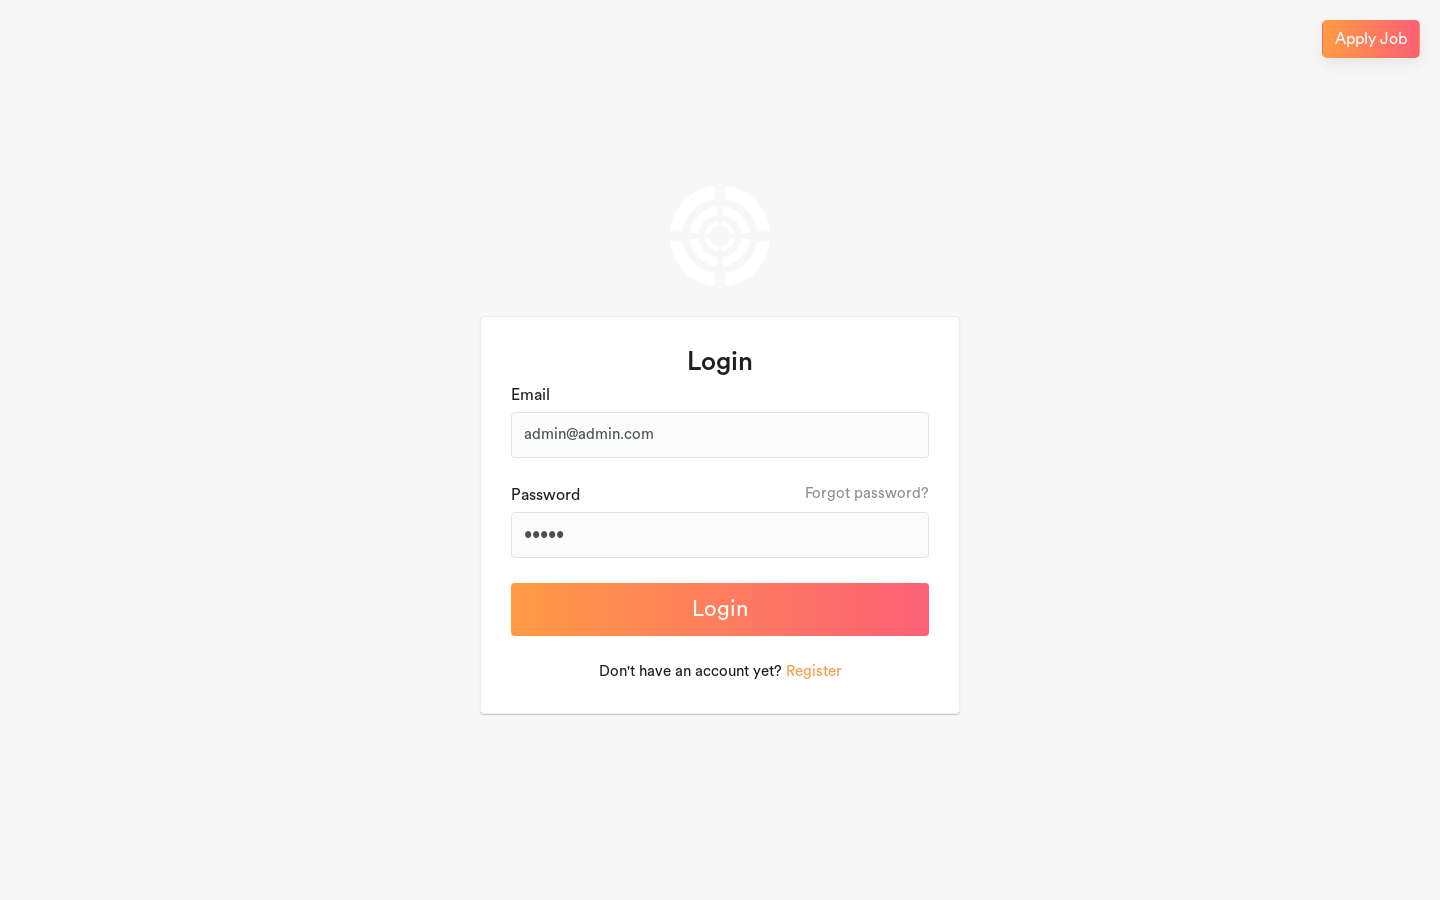 Apply Job
Login
Email
admin@admin.com
Password
Forgot password?
•••••
Login
Don't have an account yet? Register